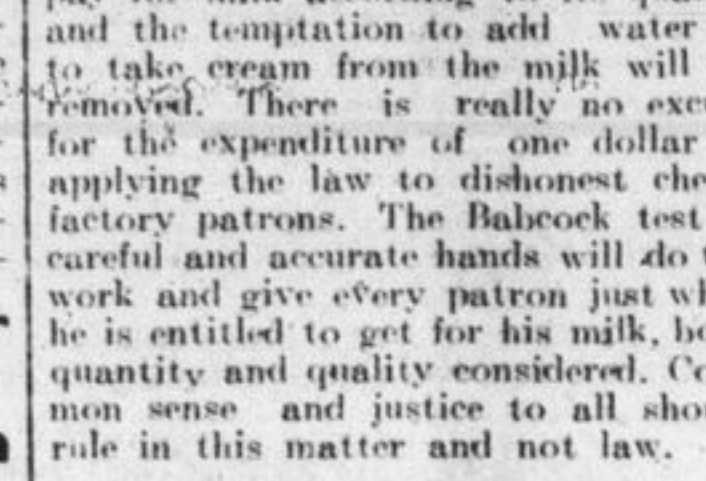 and the temptation to add water
to take cream from the milk will
removed. There is really no exc
for the expenditure of one dollar
applying the law to dishonest che
factory patrons. The Babcock test
careful and accurate hands will do t
work and give every patron just wh
he is entitled to get for his milk, bo
quantity and quality considered. Co
mon sense and justice to all shou
rule in this matter and not law.